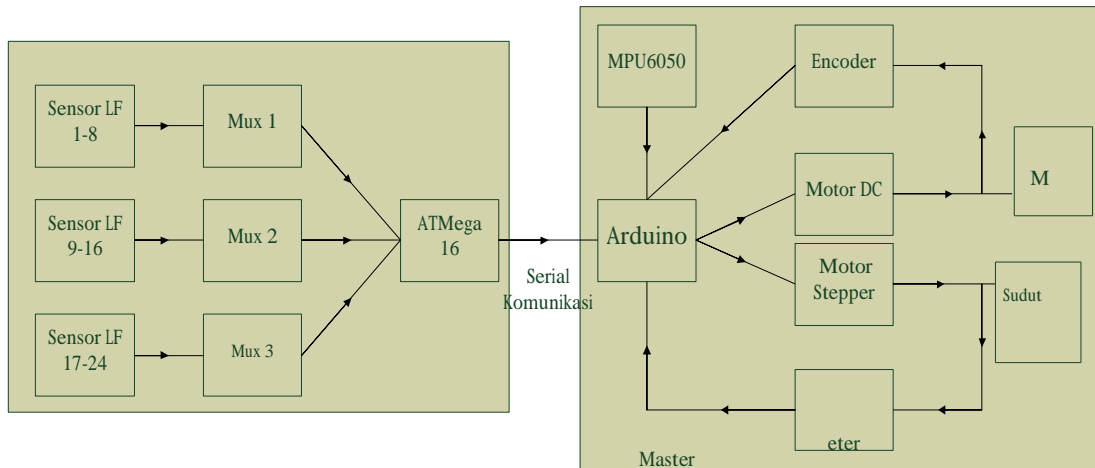 Sensor LF
1-8
Mux 1
Sensor LF
9-16
Mux 2
Sensor LF
17-24
Mux 3
ATMega
16
Serial
Komunikasi
MPU6050
Encoder
Arduino
Motor DC
M
Motor
Stepper
Sudut
eter
Master